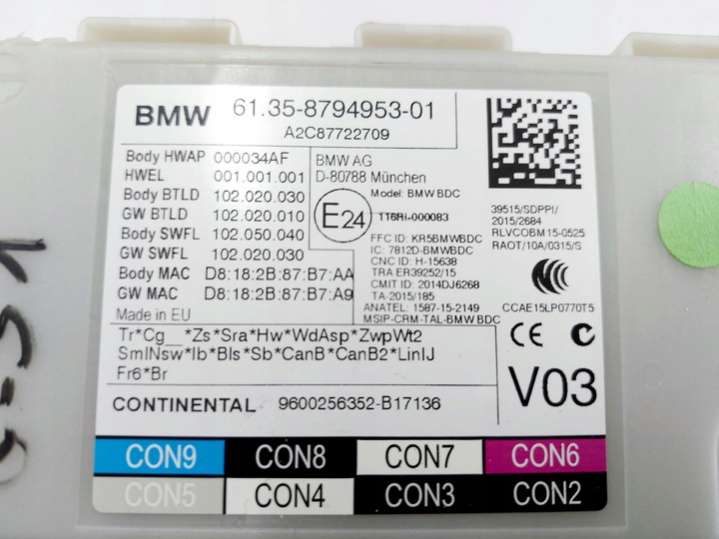 BMW 61.35-8794953-01
A2C87722709
Body HWAP 000034AF
HWEL 001.001.001
Body BTLD 102.020.030
GW BTLD 102.020.010
Body SWFL 102.050.040
GW SWFL 102.020.030
Body MAC D8:18:2B:87:B7:AA
GW MAC D8:18:2B:87:B7:A9
Made in EU
BMW AG
D-80788 München
Model: BMW BDC
E24 116RI-000083
FFC ID: KR5BMWBDC
IC: 7812D-BMWBDC
CNC ID: H-15638
TRA ER39252/15
CMIT ID: 2014DJ6268
TA-2015/185
ANATEL: 1587-15-2149
MSIP-CRM-TAL-BMW BDC
39515/SDPPI/
2015/2684
RLVCOBM15-0525
RAOT/10A/0315/S
CCAE15LP0770T5
CE
Tr*Cg__*Zs*Sra*Hw*WdAsp*ZwpWt2
SmlNsw*Ib*Bls*Sb*CanB*CanB2*LinIJ
Fr6*Br
V03
CONTINENTAL 9600256352-B17136
CON9 CON8 CON7 CON6
CON5 CON4 CON3 CON2